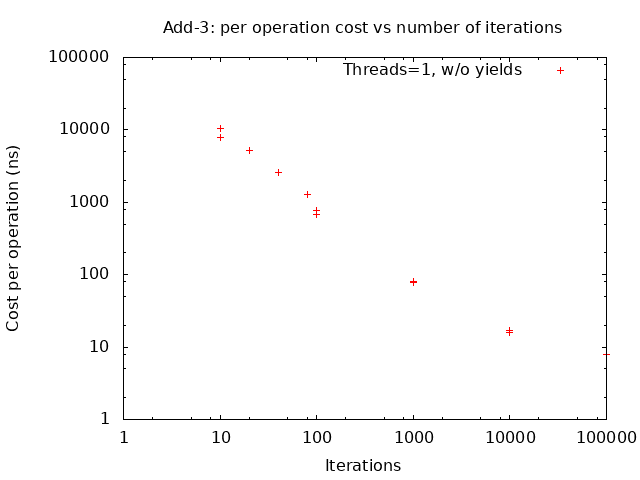 Add-3: per operation cost vs number of iterations
100000
10000
1000
100
10
1
Cost per operation (ns)
Threads=1, w/o yields
1 10 100 1000 10000 100000
Iterations